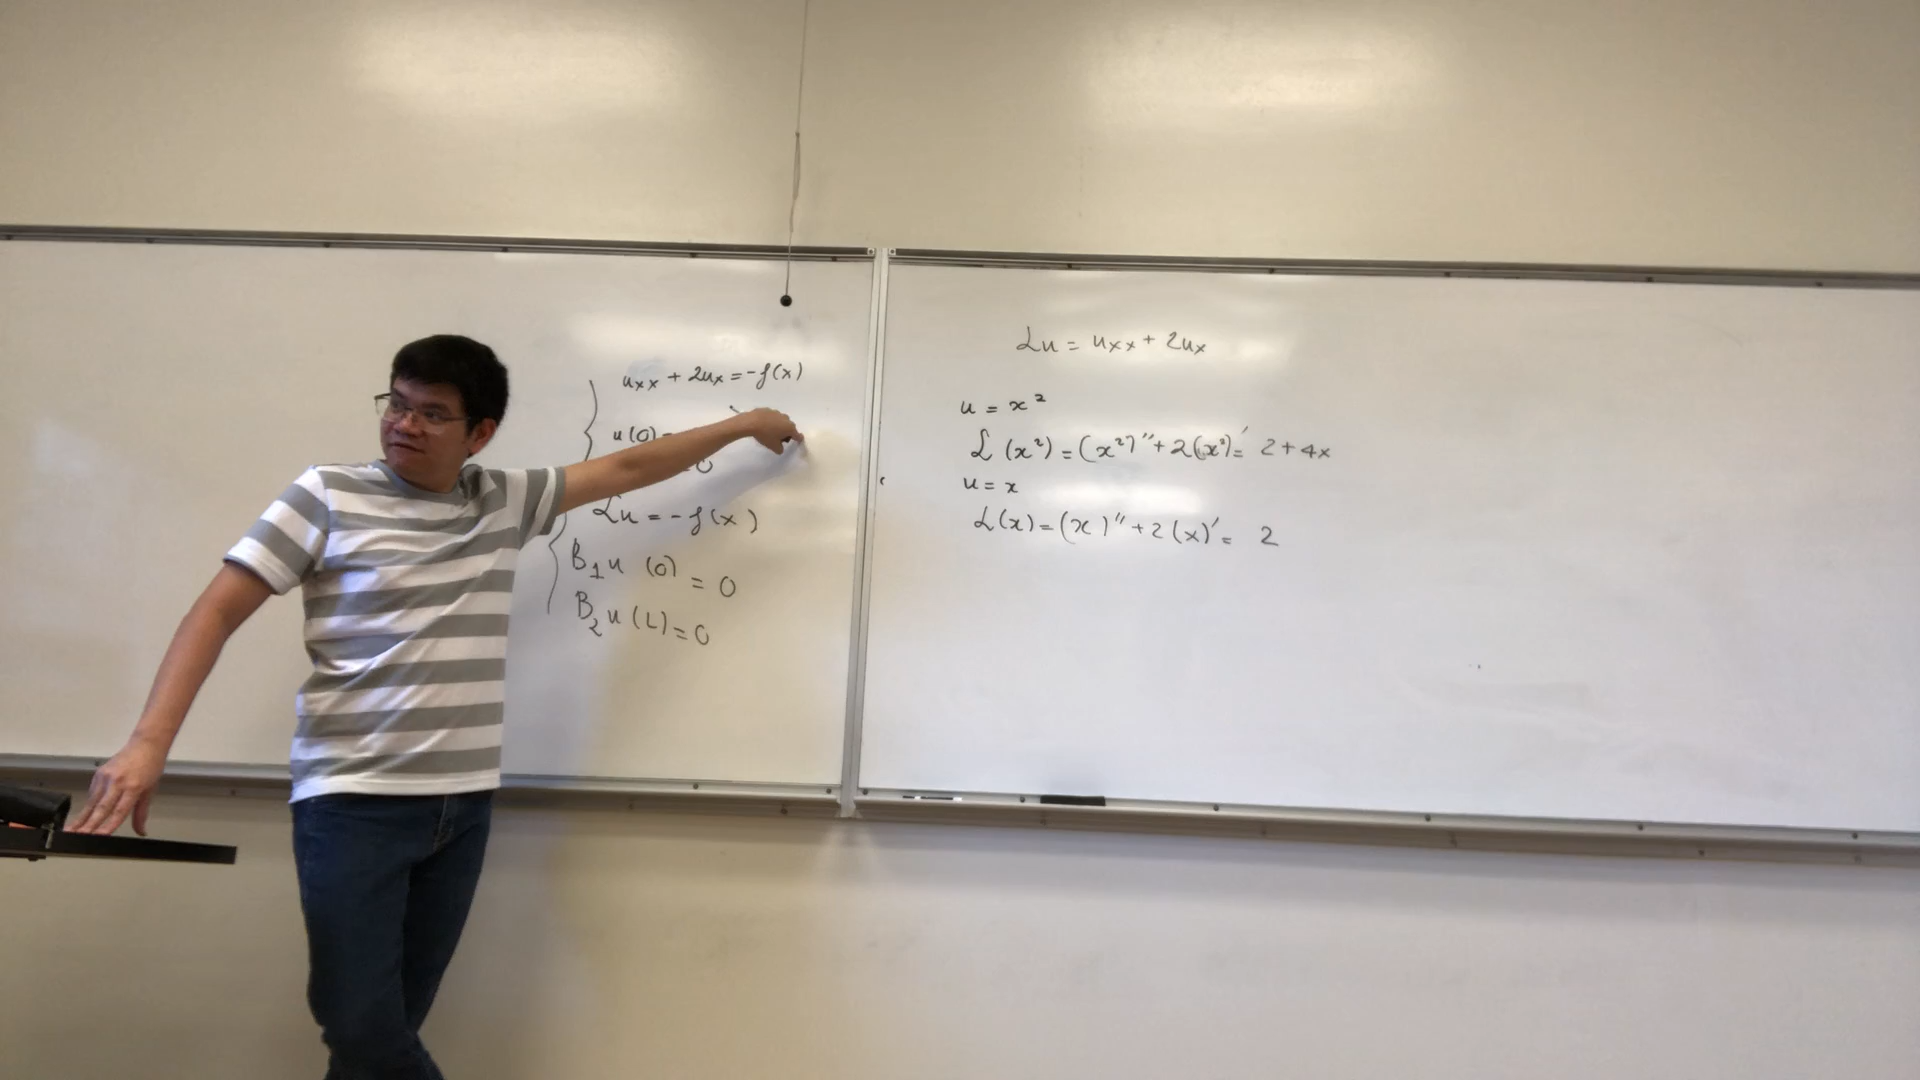 uxx + 2ux = -f(x)
u(0) =
= 0
ℒu = -f(x)
B₁u (0) = 0
B₂u (L) = 0
ℒu = uxx + 2ux
u = x²
ℒ(x²) = (x²)'' + 2(x²)' = 2 + 4x
u = x
ℒ(x) = (x)'' + 2(x)' = 2